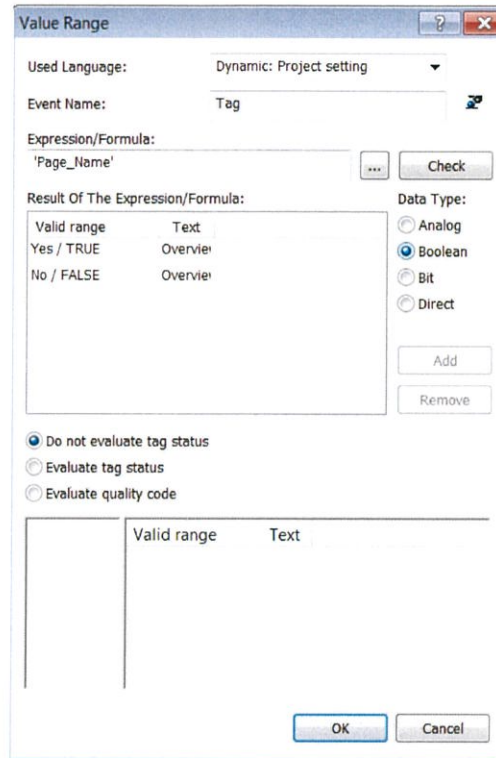 Value Range
Used Language: Dynamic: Project setting
Event Name: Tag
Expression/Formula:
'Page_Name' ... Check
Result Of The Expression/Formula: Data Type:
Valid range Text
Analog
Yes / TRUE Overvie
Boolean
No / FALSE Overvie
Bit
Direct
Add
Remove
Do not evaluate tag status
Evaluate tag status
Evaluate quality code
Valid range Text
OK Cancel